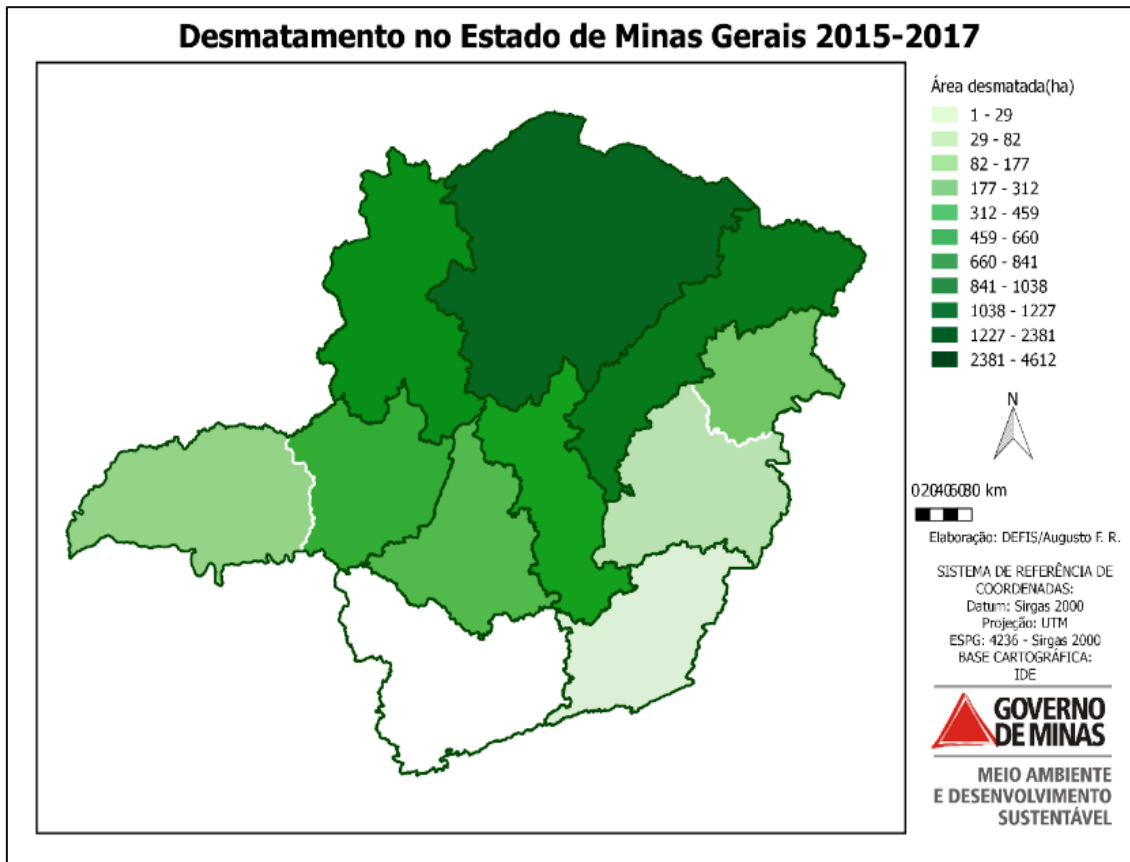 Desmatamento no Estado de Minas Gerais 2015-2017
Área desmatada(ha)
1 - 29
29 - 82
82 - 177
177 - 312
312 - 459
459 - 660
660 - 841
841 - 1038
1038 - 1227
1227 - 2381
2381 - 4612
N
020406080 km
Elaboração: DEFIS/Augusto F. R.
SISTEMA DE REFERÊNCIA DE
COORDENADAS:
Datum: Sirgas 2000
Projeção: UTM
ESPG: 4236 - Sirgas 2000
BASE CARTOGRÁFICA:
IDE
GOVERNO
DE MINAS
MEIO AMBIENTE
E DESENVOLVIMENTO
SUSTENTÁVEL